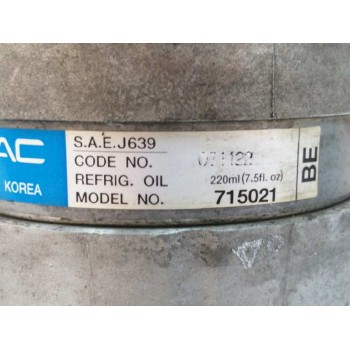 AC
KOREA
S.A.E.J639
CODE NO.
REFRIG. OIL 220ml(7.5fl. oz)
MODEL NO. 715021
BE